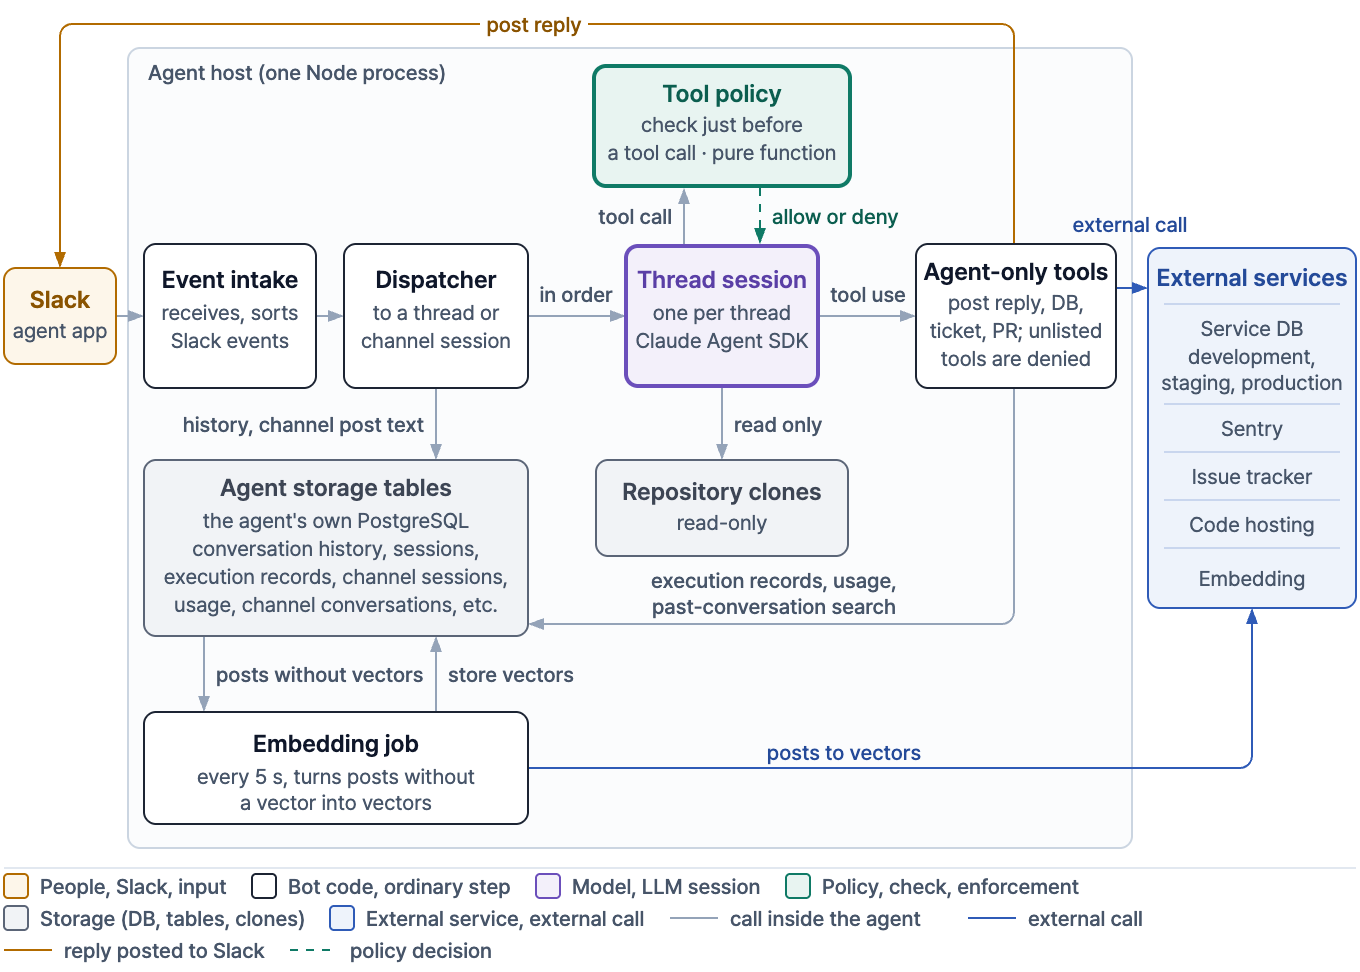 post reply
Agent host (one Node process)
Tool policy
check just before
a tool call · pure function
tool call
allow or deny
external call
Slack
agent app
Event intake
receives, sorts
Slack events
Dispatcher
to a thread or
channel session
in order
Thread session
one per thread
Claude Agent SDK
tool use
Agent-only tools
post reply, DB,
ticket, PR; unlisted
tools are denied
External services
Service DB
development,
staging, production
Sentry
Issue tracker
Code hosting
Embedding
history, channel post text
read only
Agent storage tables
the agent's own PostgreSQL
conversation history, sessions,
execution records, channel sessions,
usage, channel conversations, etc.
Repository clones
read-only
execution records, usage,
past-conversation search
posts without vectors
store vectors
Embedding job
every 5 s, turns posts without
a vector into vectors
posts to vectors
People, Slack, input
Bot code, ordinary step
Model, LLM session
Policy, check, enforcement
Storage (DB, tables, clones)
External service, external call
call inside the agent
external call
reply posted to Slack
policy decision